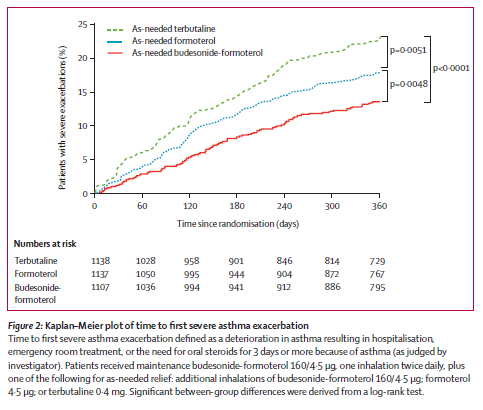 25
20
15
10
5
0
Patients with severe exacerbations (%)
As-needed terbutaline
As-needed formoterol
As-needed budesonide-formoterol
p=0·0051
p=0·0048
p<0·0001
0 60 120 180 240 300 360
Time since randomisation (days)
Numbers at risk
Terbutaline 1138 1028 958 901 846 814 729
Formoterol 1137 1050 995 944 904 872 767
Budesonide- 1107 1036 994 941 912 886 795
formoterol
Figure 2: Kaplan–Meier plot of time to first severe asthma exacerbation
Time to first severe asthma exacerbation defined as a deterioration in asthma resulting in hospitalisation,
emergency room treatment, or the need for oral steroids for 3 days or more because of asthma (as judged by
investigator). Patients received maintenance budesonide-formoterol 160/4·5 µg, one inhalation twice daily, plus
one of the following for as-needed relief: additional inhalations of budesonide-formoterol 160/4·5 µg; formoterol
4·5 µg; or terbutaline 0·4 mg. Significant between-group differences were derived from a log-rank test.